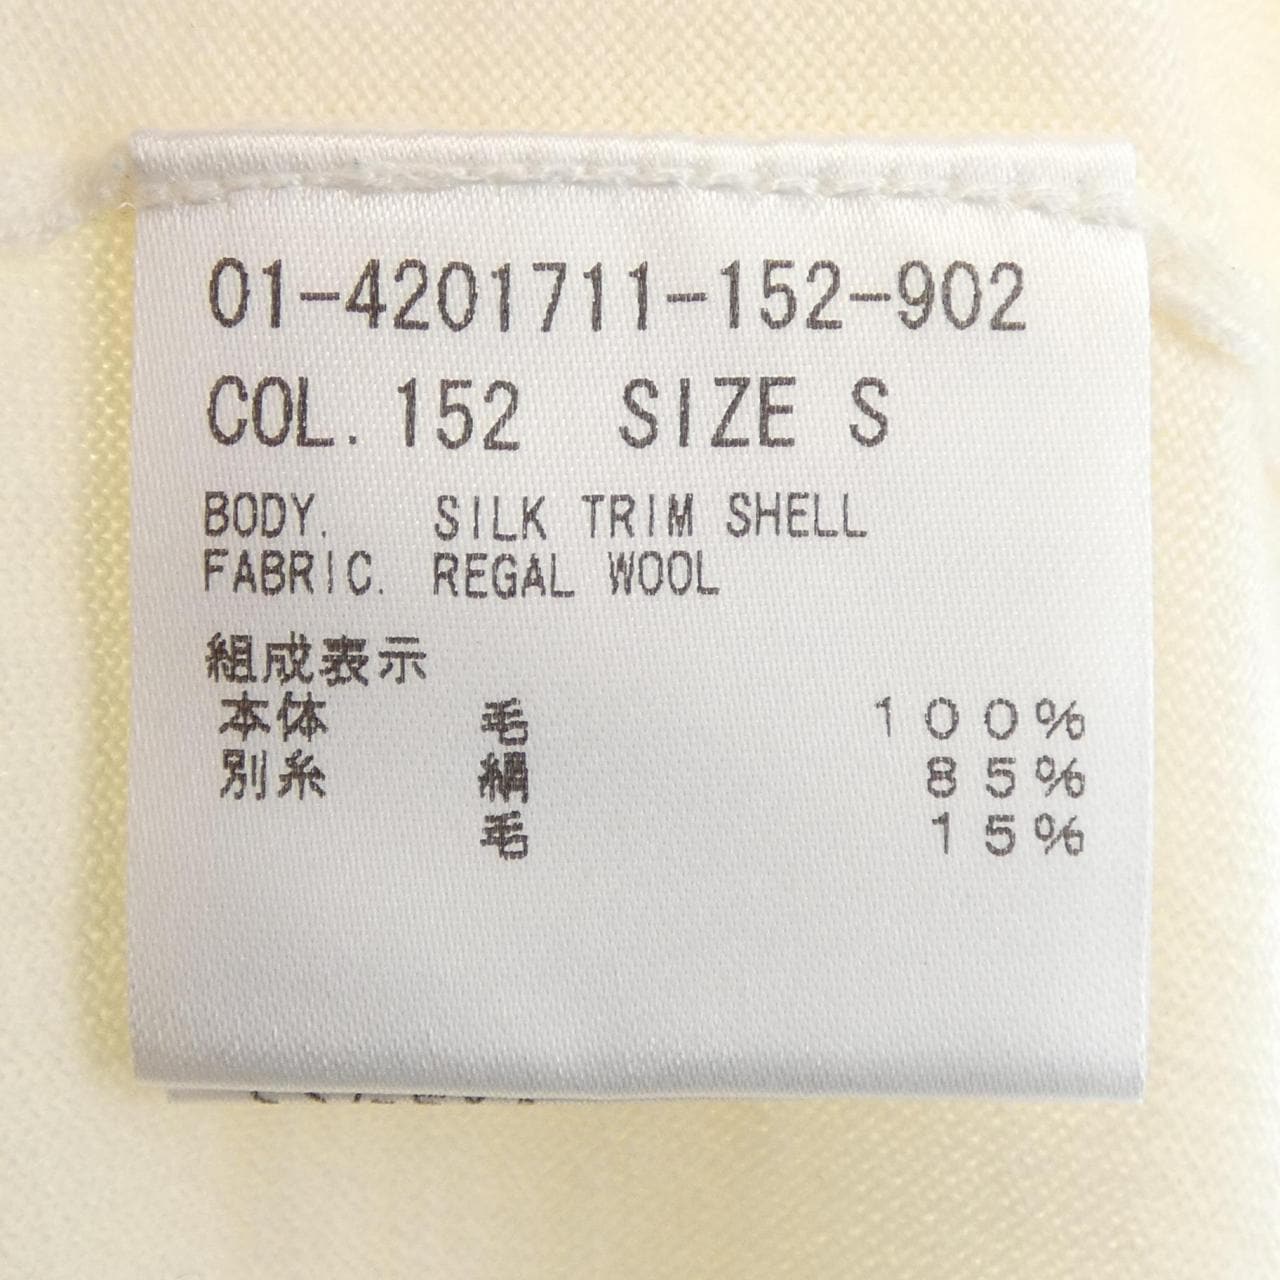 01-4201711-152-902
COL. 152 SIZE S
BODY. SILK TRIM SHELL
FABRIC. REGAL WOOL
組成表示
本体 毛 100%
別糸 絹 85%
毛 15%